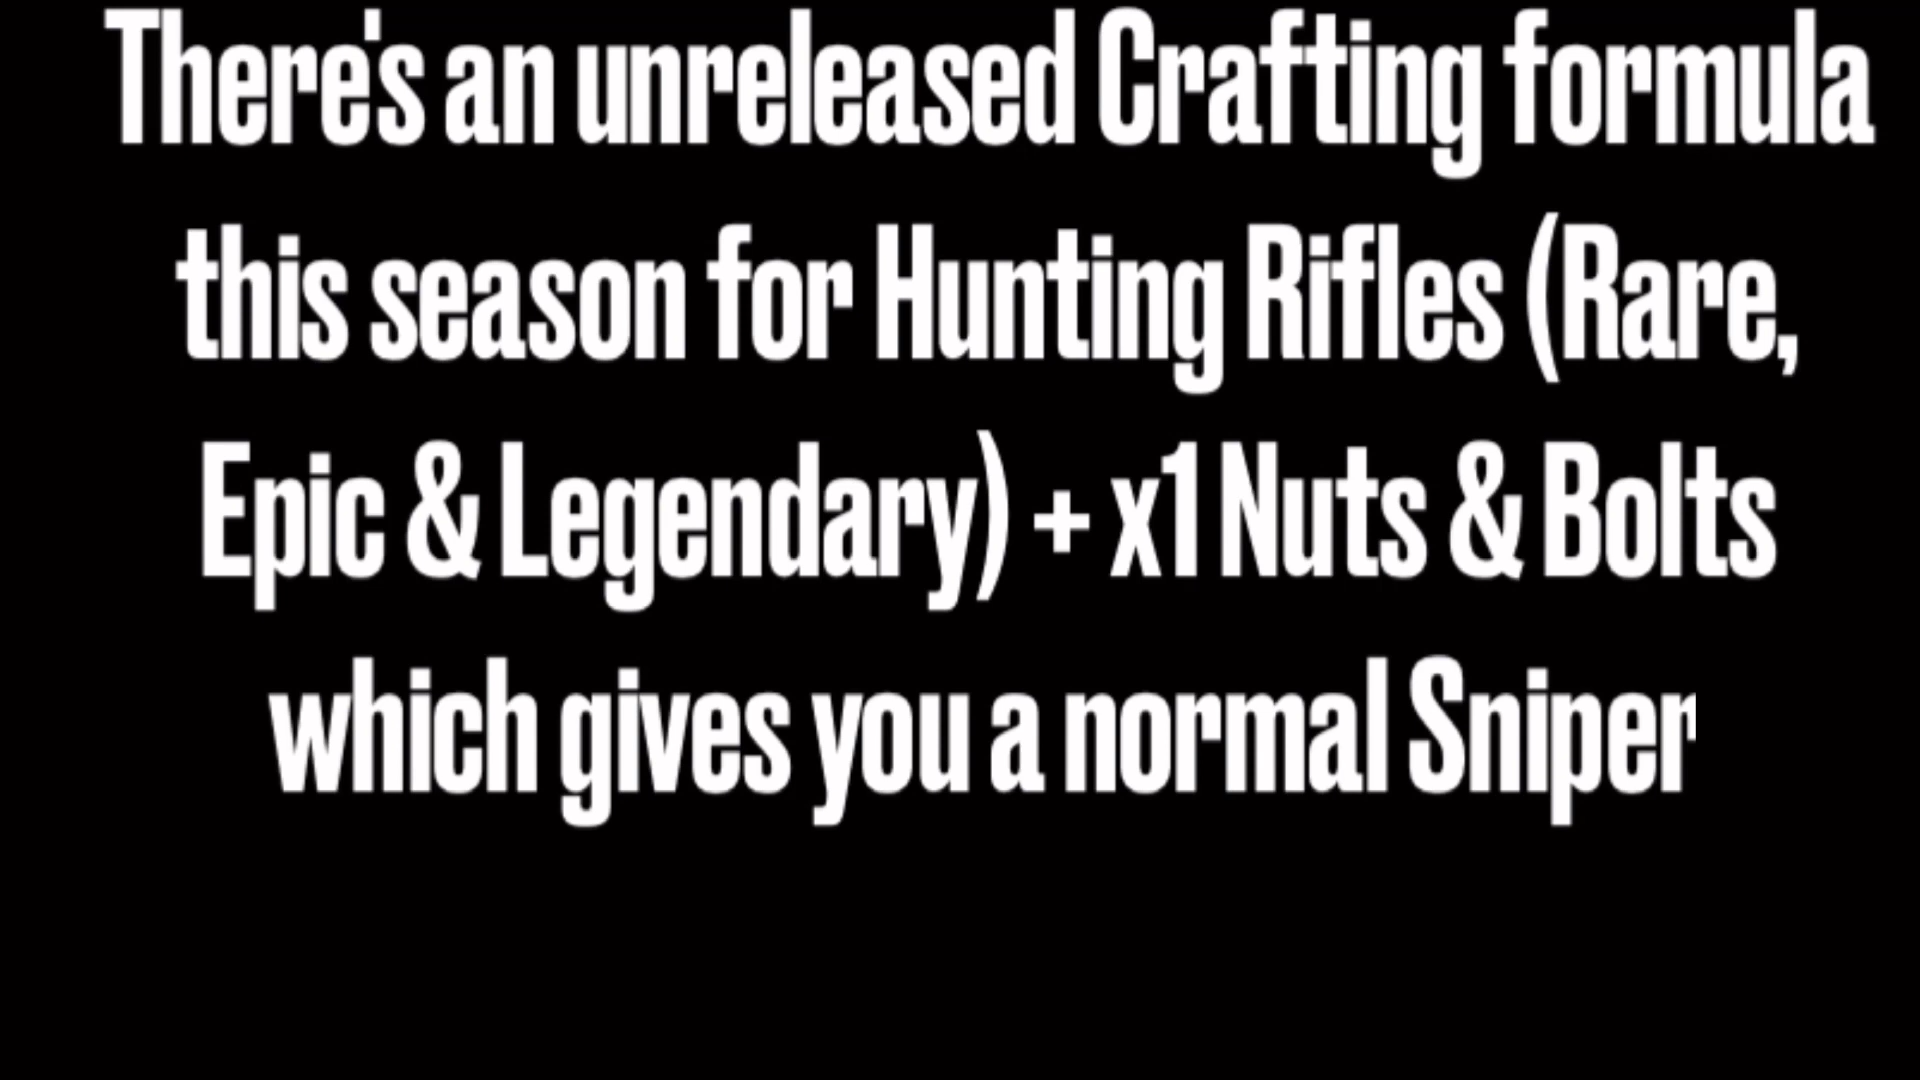 There's an unreleased Crafting formula
this season for Hunting Rifles (Rare,
Epic & Legendary) + x1 Nuts & Bolts
which gives you a normal Sniper